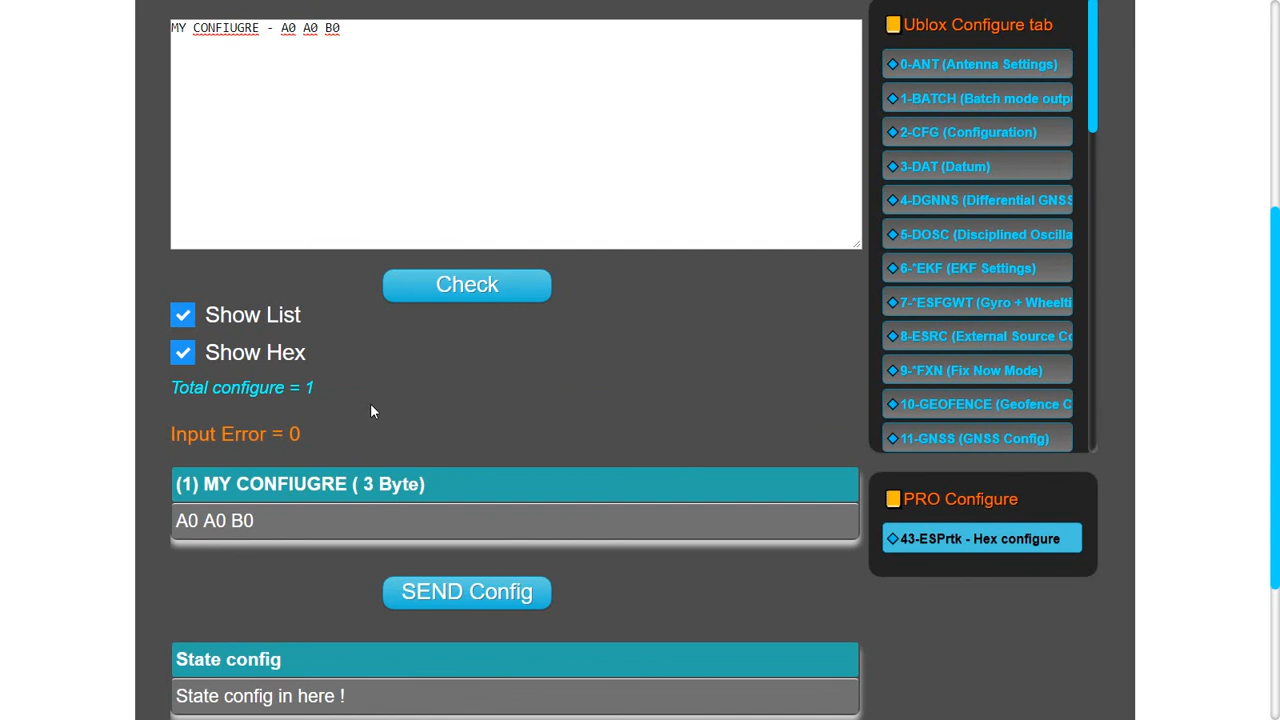 MY CONFIUGRE - A0 A0 B0
Check
Show List
Show Hex
Total configure = 1
Input Error = 0
(1) MY CONFIUGRE ( 3 Byte)
A0 A0 B0
SEND Config
State config
State config in here !
Ublox Configure tab
0-ANT (Antenna Settings)
1-BATCH (Batch mode outp
2-CFG (Configuration)
3-DAT (Datum)
4-DGNNS (Differential GNSS
5-DOSC (Disciplined Oscilla
6-*EKF (EKF Settings)
7-*ESFGWT (Gyro + Wheelti
8-ESRC (External Source Co
9-*FXN (Fix Now Mode)
10-GEOFENCE (Geofence C
11-GNSS (GNSS Config)
PRO Configure
43-ESPrtk - Hex configure